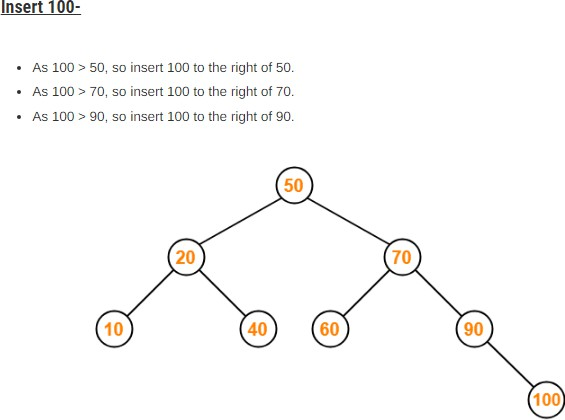 Insert 100-
As 100 > 50, so insert 100 to the right of 50.
As 100 > 70, so insert 100 to the right of 70.
As 100 > 90, so insert 100 to the right of 90.
50
20
70
10
40
60
90
100